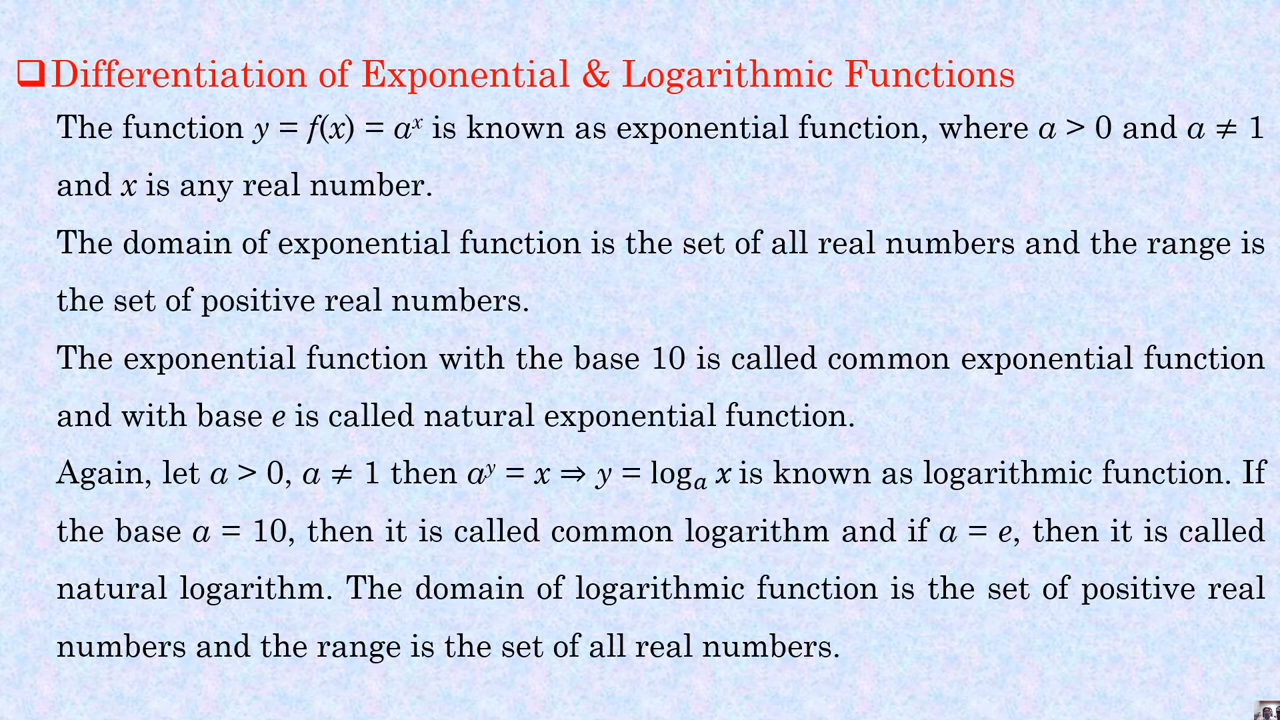 ❑Differentiation of Exponential & Logarithmic Functions
The function y = f(x) = aˣ is known as exponential function, where a > 0 and a ≠ 1
and x is any real number.
The domain of exponential function is the set of all real numbers and the range is
the set of positive real numbers.
The exponential function with the base 10 is called common exponential function
and with base e is called natural exponential function.
Again, let a > 0, a ≠ 1 then aʸ = x ⇒ y = logₐ x is known as logarithmic function. If
the base a = 10, then it is called common logarithm and if a = e, then it is called
natural logarithm. The domain of logarithmic function is the set of positive real
numbers and the range is the set of all real numbers.